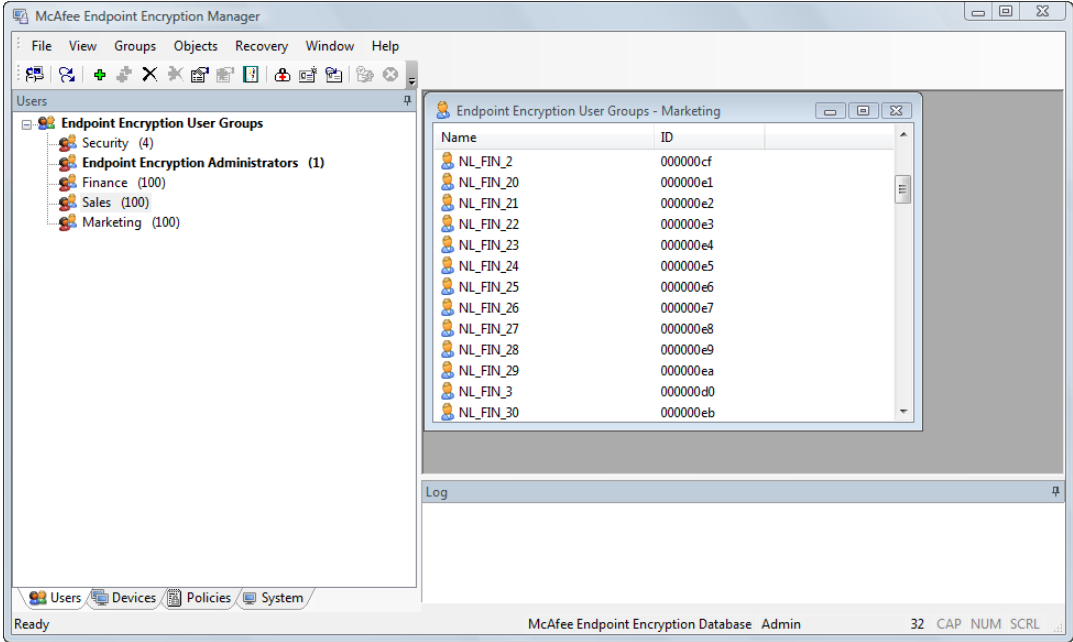 McAfee Endpoint Encryption Manager
File View Groups Objects Recovery Window Help
Users
Endpoint Encryption User Groups
Security (4)
Endpoint Encryption Administrators (1)
Finance (100)
Sales (100)
Marketing (100)
Endpoint Encryption User Groups - Marketing
Name ID
NL_FIN_2 000000cf
NL_FIN_20 000000e1
NL_FIN_21 000000e2
NL_FIN_22 000000e3
NL_FIN_23 000000e4
NL_FIN_24 000000e5
NL_FIN_25 000000e6
NL_FIN_26 000000e7
NL_FIN_27 000000e8
NL_FIN_28 000000e9
NL_FIN_29 000000ea
NL_FIN_3 000000d0
NL_FIN_30 000000eb
Log
Users Devices Policies System
Ready McAfee Endpoint Encryption Database Admin 32 CAP NUM SCRL